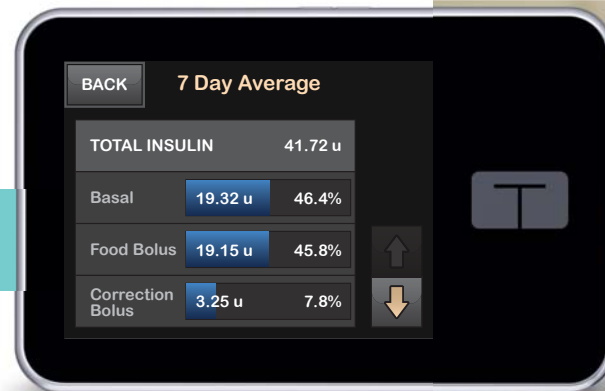 BACK 7 Day Average
TOTAL INSULIN 41.72 u
Basal 19.32 u 46.4%
Food Bolus 19.15 u 45.8%
Correction Bolus 3.25 u 7.8%